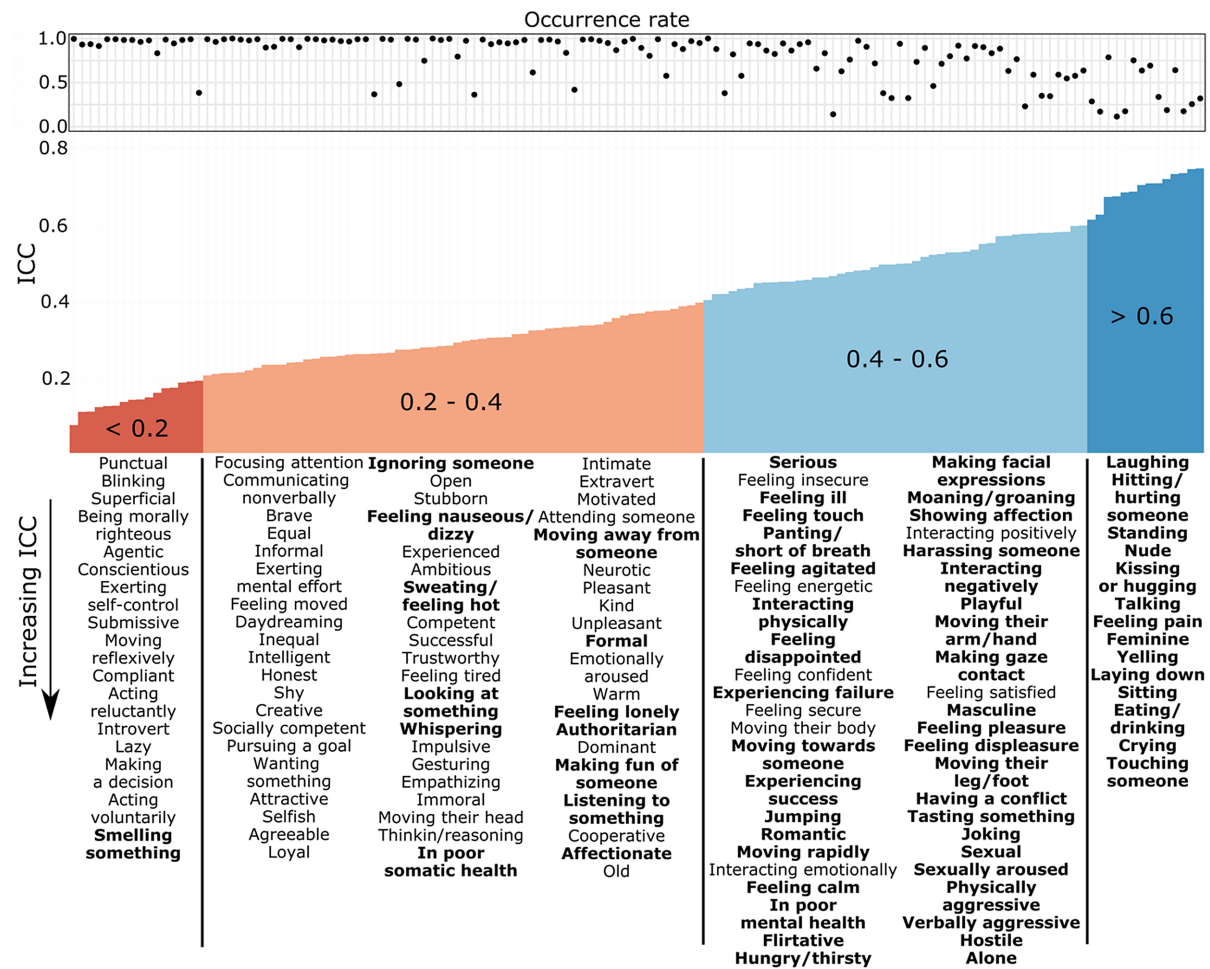 Occurrence rate
1.0
0.5
0.0
0.8
0.6
0.4
0.2
ICC
< 0.2
0.2 - 0.4
0.4 - 0.6
> 0.6
Increasing ICC
Punctual
Blinking
Superficial
Being morally
righteous
Agentic
Conscientious
Exerting
self-control
Submissive
Moving
reflexively
Compliant
Acting
reluctantly
Introvert
Lazy
Making
a decision
Acting
voluntarily
Smelling
something
Focusing attention
Communicating
nonverbally
Brave
Equal
Informal
Exerting
mental effort
Feeling moved
Daydreaming
Inequal
Intelligent
Honest
Shy
Creative
Socially competent
Pursuing a goal
Wanting
something
Attractive
Selfish
Agreeable
Loyal
Ignoring someone
Open
Stubborn
Feeling nauseous/
dizzy
Experienced
Ambitious
Sweating/
feeling hot
Competent
Successful
Trustworthy
Feeling tired
Looking at
something
Whispering
Impulsive
Gesturing
Empathizing
Immoral
Moving their head
Thinkin/reasoning
In poor
somatic health
Intimate
Extravert
Motivated
Attending someone
Moving away from
someone
Neurotic
Pleasant
Kind
Unpleasant
Formal
Emotionally
aroused
Warm
Feeling lonely
Authoritarian
Dominant
Making fun of
someone
Listening to
something
Cooperative
Affectionate
Old
Serious
Feeling insecure
Feeling ill
Feeling touch
Panting/
short of breath
Feeling agitated
Feeling energetic
Interacting
physically
Feeling
disappointed
Feeling confident
Experiencing failure
Feeling secure
Moving their body
Moving towards
someone
Experiencing
success
Jumping
Romantic
Moving rapidly
Interacting emotionally
Feeling calm
In poor
mental health
Flirtative
Hungry/thirsty
Making facial
expressions
Moaning/groaning
Showing affection
Interacting positively
Harassing someone
Interacting
negatively
Playful
Moving their
arm/hand
Making gaze
contact
Feeling satisfied
Masculine
Feeling pleasure
Feeling displeasure
Moving their
leg/foot
Having a conflict
Tasting something
Joking
Sexual
Sexually aroused
Physically
aggressive
Verbally aggressive
Hostile
Alone
Laughing
Hitting/
hurting
someone
Standing
Nude
Kissing
or hugging
Talking
Feeling pain
Feminine
Yelling
Laying down
Sitting
Eating/
drinking
Crying
Touching
someone